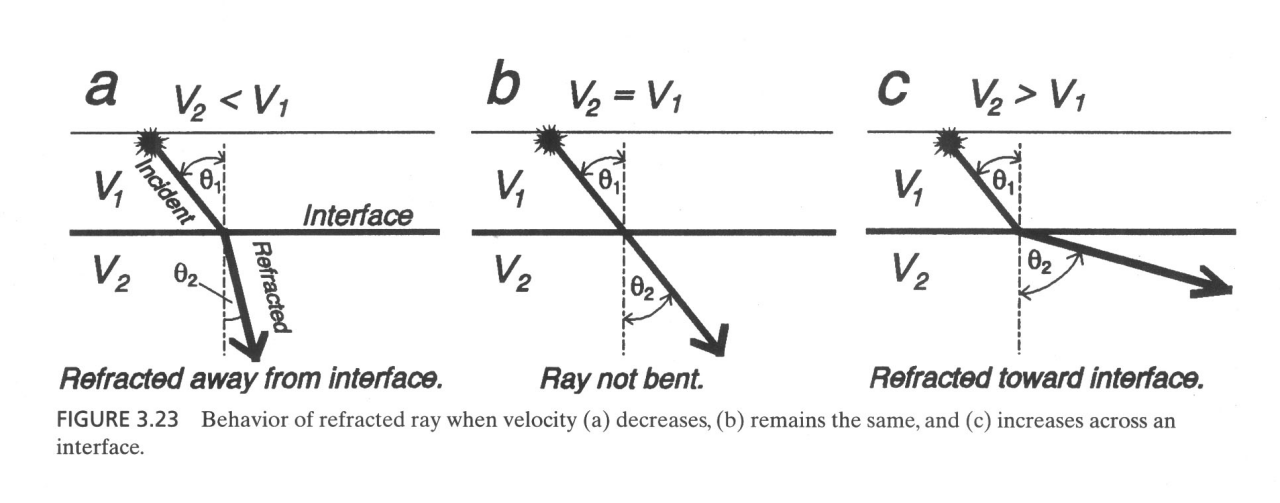 a V₂ < V₁
θ₁
V₁
Incident
Interface
V₂
θ₂
Refracted
Refracted away from interface.
b V₂ = V₁
θ₁
V₁
V₂
θ₂
Ray not bent.
c V₂ > V₁
θ₁
V₁
V₂
θ₂
Refracted toward interface.
FIGURE 3.23 Behavior of refracted ray when velocity (a) decreases, (b) remains the same, and (c) increases across an
interface.